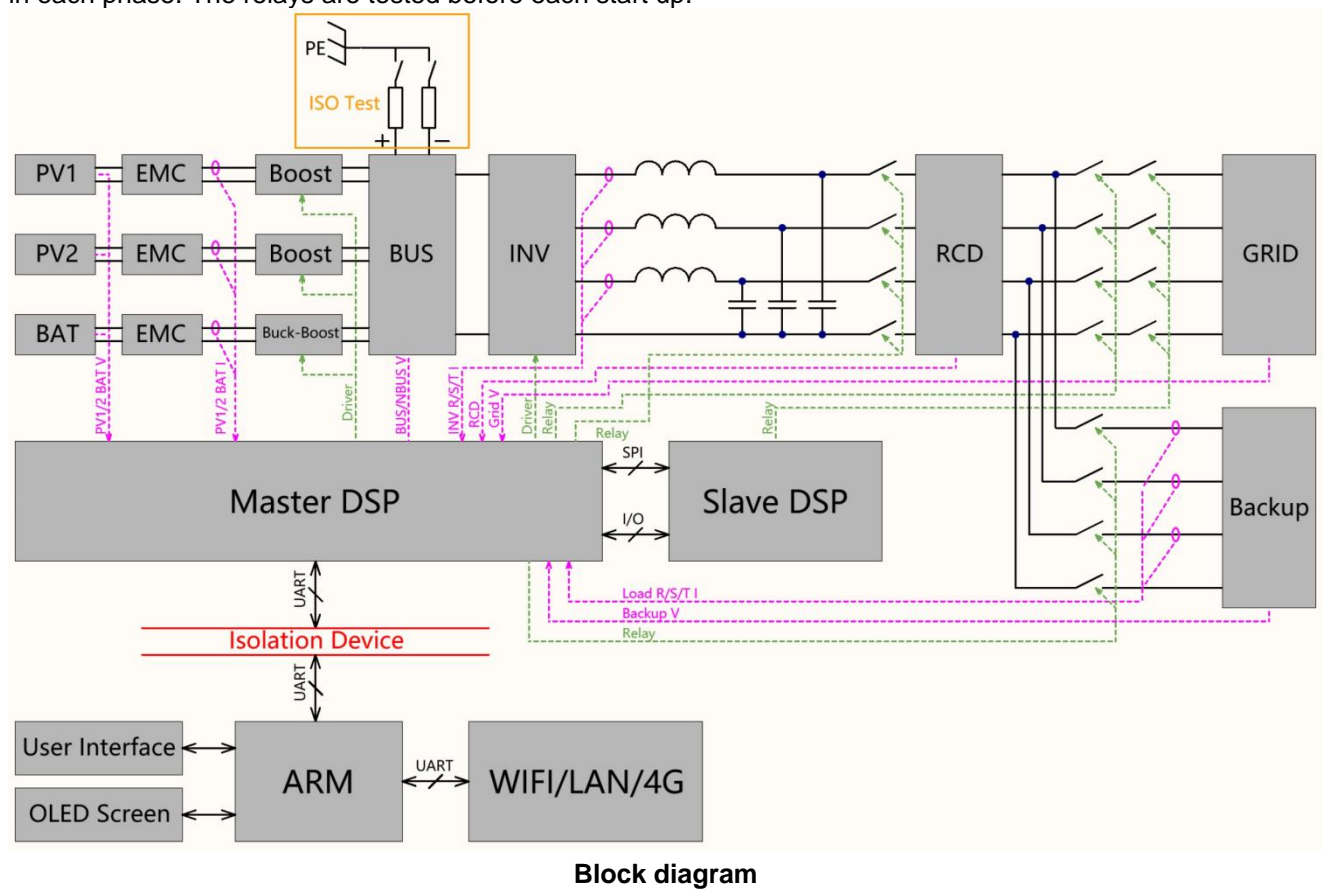 in each phase. The relays are tested before each start up.
PE
ISO Test
+ −
PV1 EMC Boost
PV2 EMC Boost
BAT EMC Buck-Boost
BUS
INV
RCD
GRID
PV1/2 BAT V
PV1/2 BAT I
Driver
BUS/NBUS V
INV R/S/T I
RCD
Grid V
Driver
Relay
Relay
Relay
Master DSP
SPI
I/O
Slave DSP
Backup
Load R/S/T I
Backup V
Relay
UART
Isolation Device
UART
User Interface
OLED Screen
ARM
UART
WIFI/LAN/4G
Block diagram